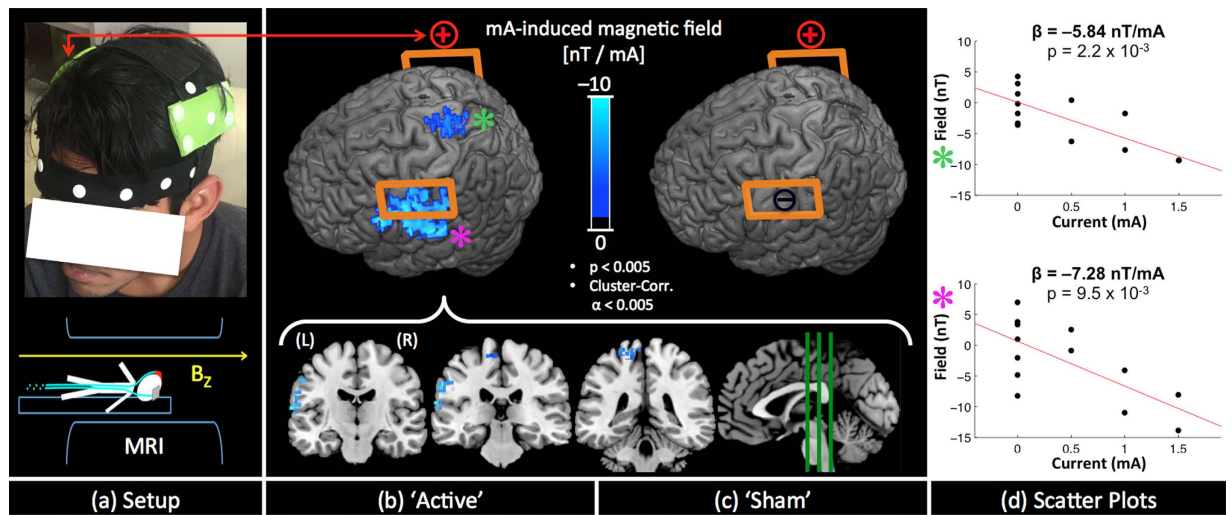 mA-induced magnetic field
[nT / mA]
−10
0
• p < 0.005
• Cluster-Corr.
α < 0.005
(L)
(R)
B_Z
MRI
(a) Setup
(b) 'Active'
(c) 'Sham'
β = −5.84 nT/mA
p = 2.2 x 10⁻³
Field (nT)
10
5
0
−5
−10
−15
0
0.5
1
1.5
Current (mA)
β = −7.28 nT/mA
p = 9.5 x 10⁻³
Field (nT)
10
5
0
−5
−10
−15
0
0.5
1
1.5
Current (mA)
(d) Scatter Plots